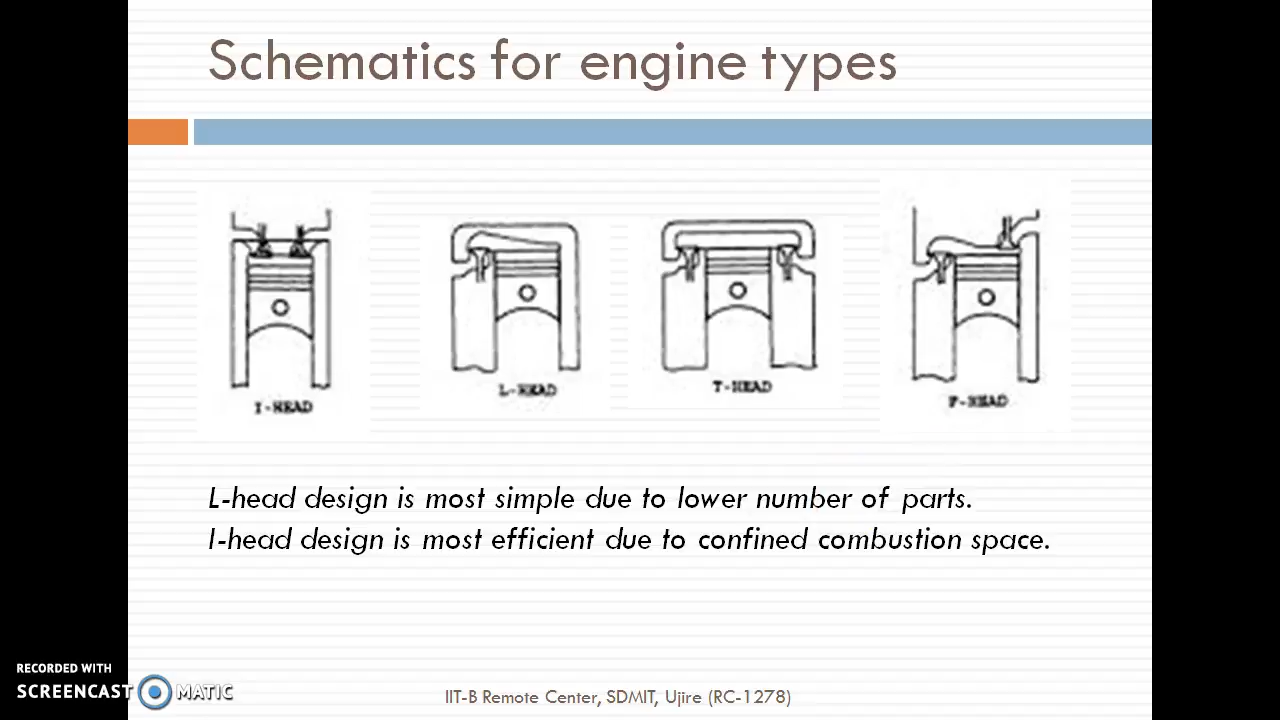 Schematics for engine types
I-HEAD
L-HEAD
T-HEAD
F-HEAD
L-head design is most simple due to lower number of parts.
I-head design is most efficient due to confined combustion space.
RECORDED WITH
SCREENCAST MATIC
IIT-B Remote Center, SDMIT, Ujire (RC-1278)